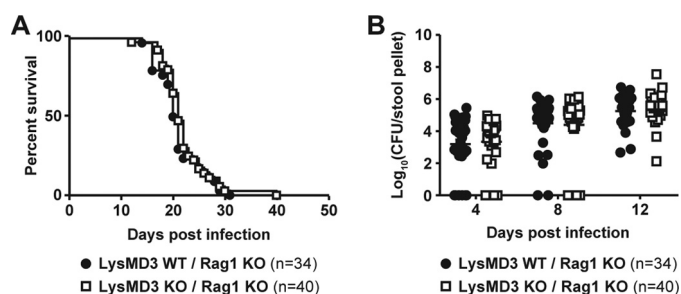 A
Percent survival
100
50
0
0 10 20 30 40 50
Days post infection
● LysMD3 WT / Rag1 KO (n=34)
□ LysMD3 KO / Rag1 KO (n=40)
B
Log10(CFU/stool pellet)
10
8
6
4
2
0
4 8 12
Days post infection
● LysMD3 WT / Rag1 KO (n=34)
□ LysMD3 KO / Rag1 KO (n=40)